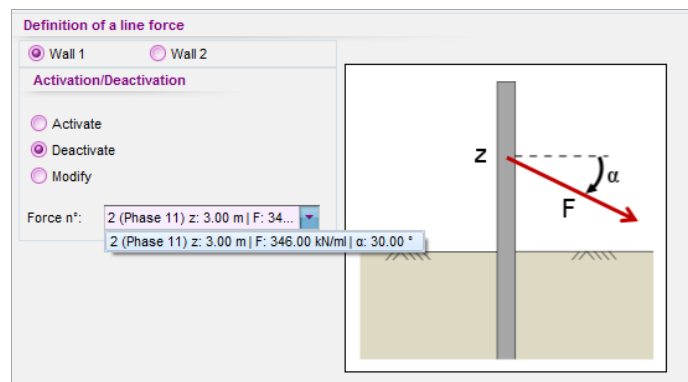 Definition of a line force
Wall 1
Wall 2
Activation/Deactivation
Activate
Deactivate
Modify
Force n°:
2 (Phase 11) z: 3.00 m | F: 34...
2 (Phase 11) z: 3.00 m | F: 346.00 kN/ml | α: 30.00 °
z
α
F